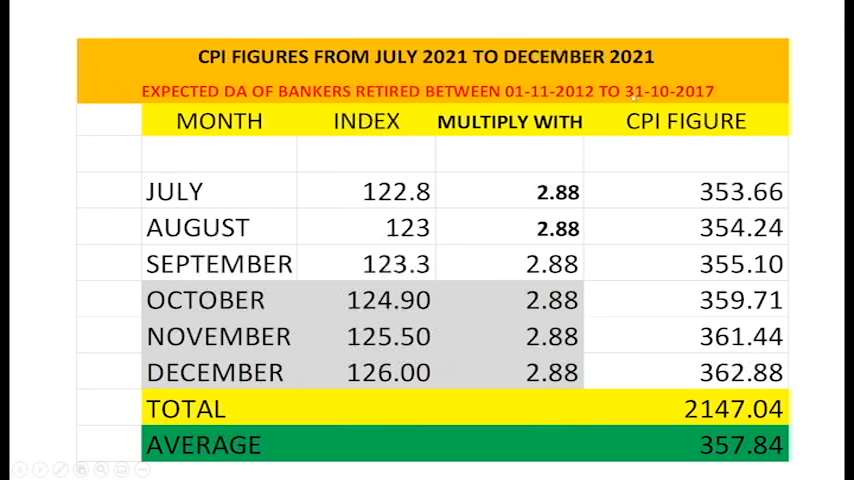 CPI FIGURES FROM JULY 2021 TO DECEMBER 2021
EXPECTED DA OF BANKERS RETIRED BETWEEN 01-11-2012 TO 31-10-2017
MONTH INDEX MULTIPLY WITH CPI FIGURE
JULY 122.8 2.88 353.66
AUGUST 123 2.88 354.24
SEPTEMBER 123.3 2.88 355.10
OCTOBER 124.90 2.88 359.71
NOVEMBER 125.50 2.88 361.44
DECEMBER 126.00 2.88 362.88
TOTAL 2147.04
AVERAGE 357.84